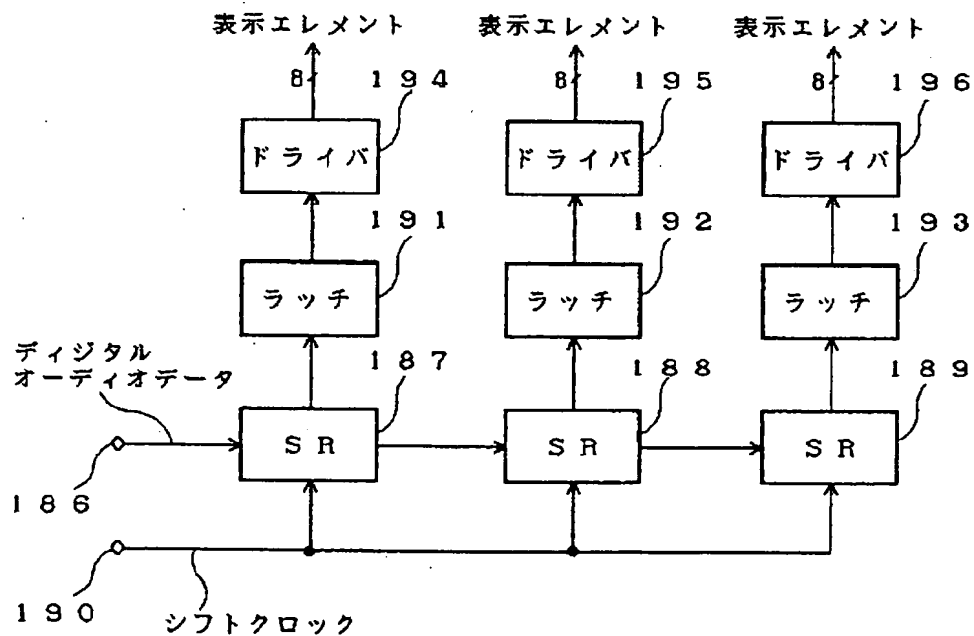 表示エレメント 表示エレメント 表示エレメント
8 194 8 195 8 196
ドライバ ドライバ ドライバ
191 192 193
ラッチ ラッチ ラッチ
ディジタル
オーディオデータ
187 188 189
SR SR SR
186
190
シフトクロック